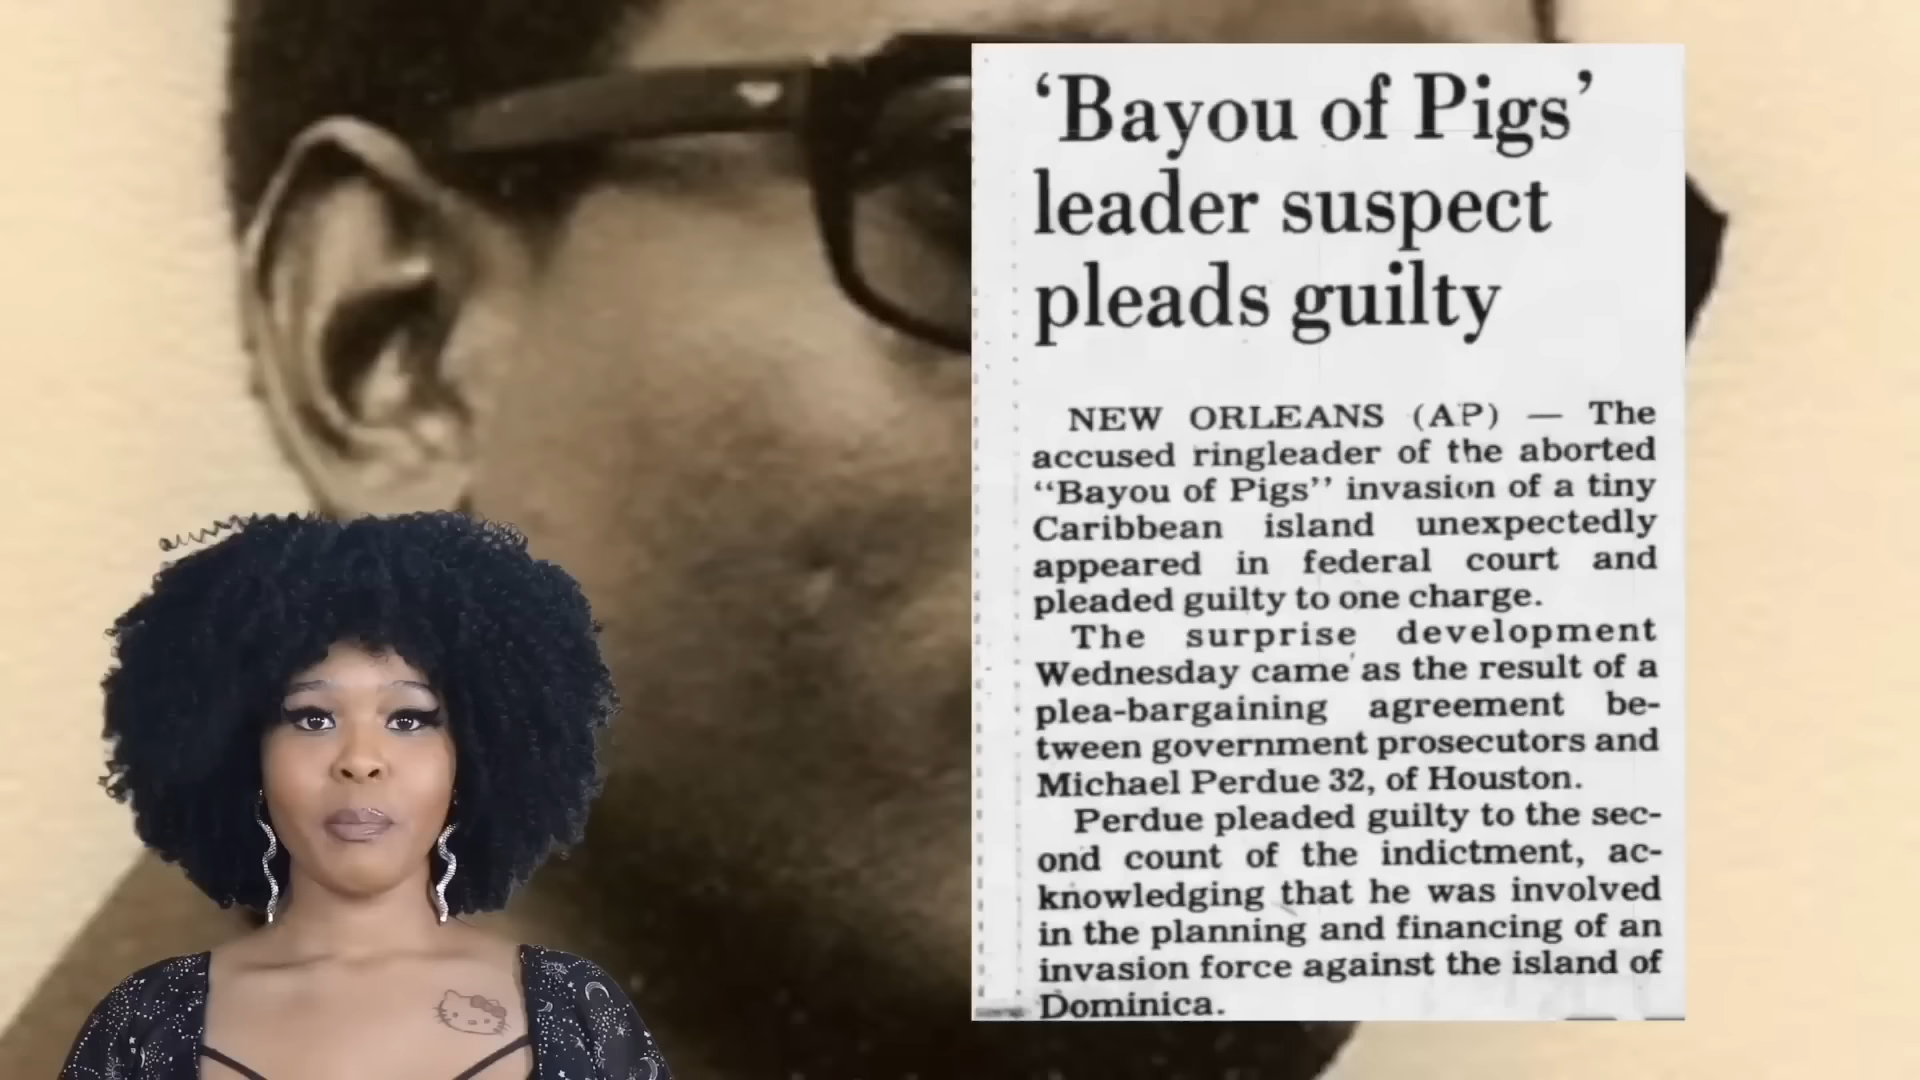 ‘Bayou of Pigs’
leader suspect
pleads guilty
NEW ORLEANS (AP) — The
accused ringleader of the aborted
“Bayou of Pigs” invasion of a tiny
Caribbean island unexpectedly
appeared in federal court and
pleaded guilty to one charge.
The surprise development
Wednesday came as the result of a
plea-bargaining agreement be-
tween government prosecutors and
Michael Perdue 32, of Houston.
Perdue pleaded guilty to the sec-
ond count of the indictment, ac-
knowledging that he was involved
in the planning and financing of an
invasion force against the island of
Dominica.